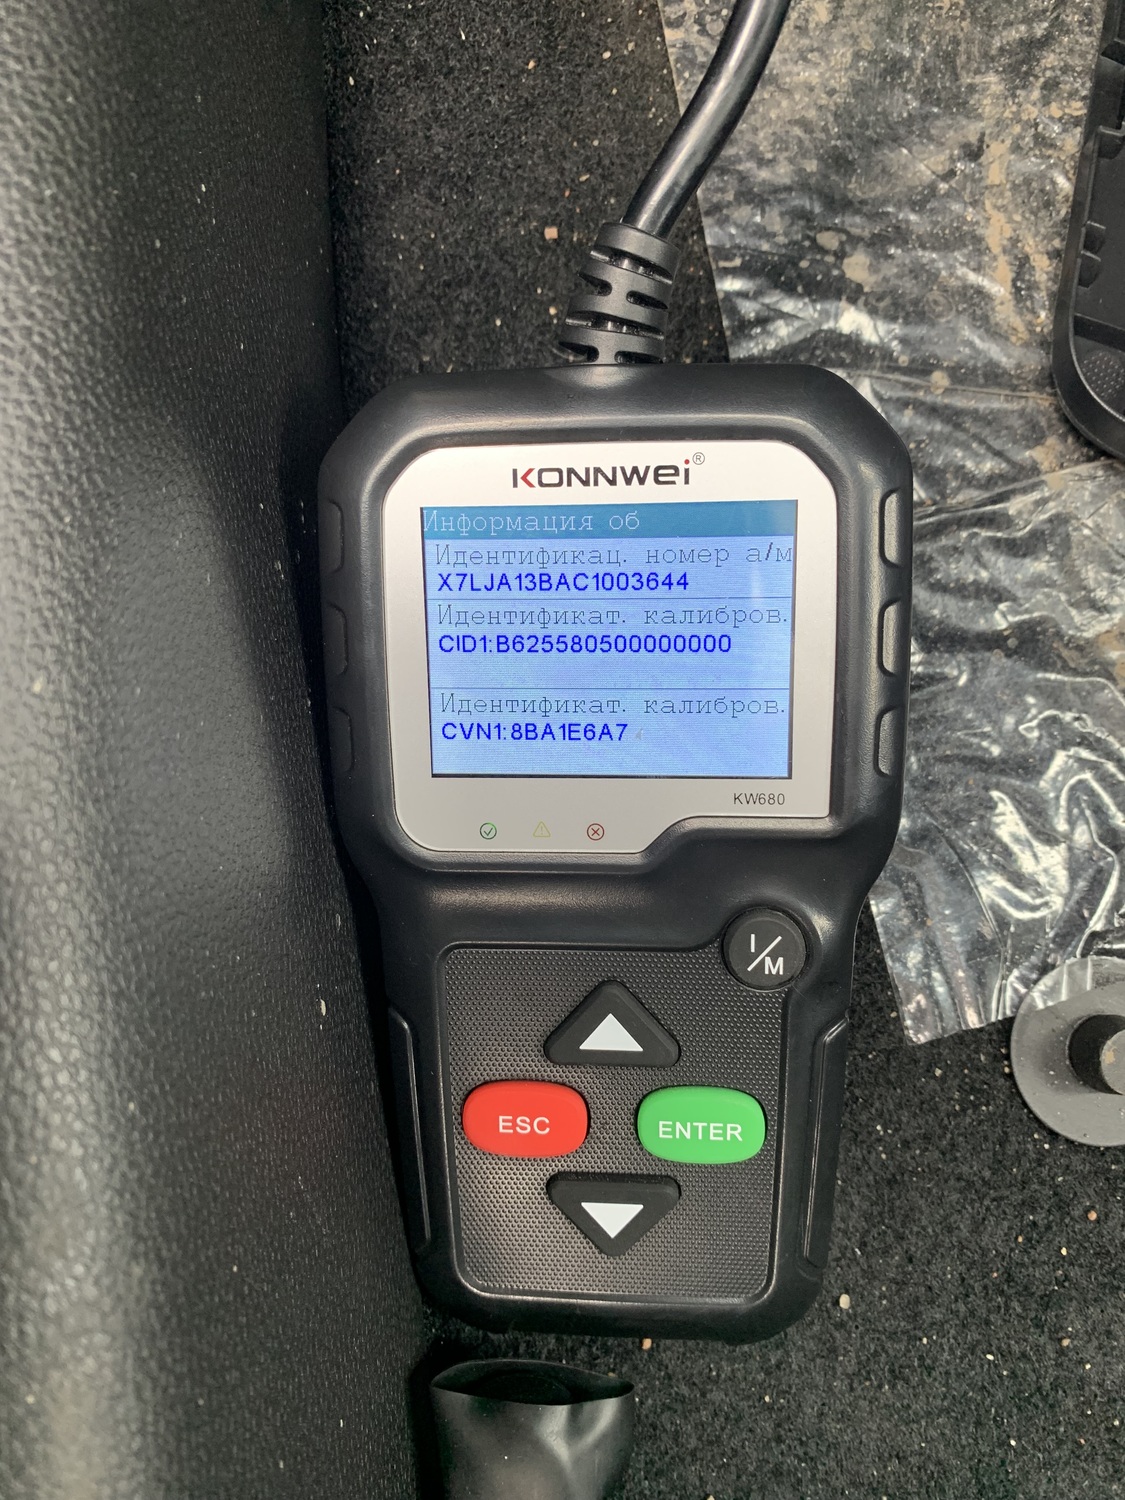 KONNWEI®
Информация об
Идентификац. номер а/м
X7LJA13BAC1003644
Идентификат. калибров.
CID1:B625580500000000
Идентификат. калибров.
CVN1:8BA1E6A7
KW680
I/M
ESC
ENTER